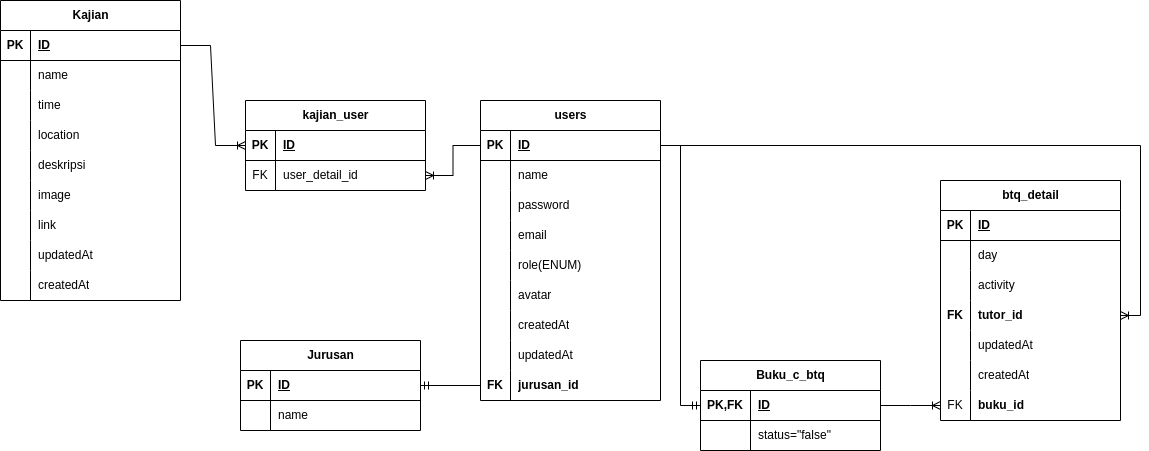 Kajian
PK ID
name
time
location
deskripsi
image
link
updatedAt
createdAt
kajian_user
PK ID
FK user_detail_id
users
PK ID
name
password
email
role(ENUM)
avatar
createdAt
updatedAt
FK jurusan_id
Jurusan
PK ID
name
Buku_c_btq
PK,FK ID
status="false"
btq_detail
PK ID
day
activity
FK tutor_id
updatedAt
createdAt
FK buku_id